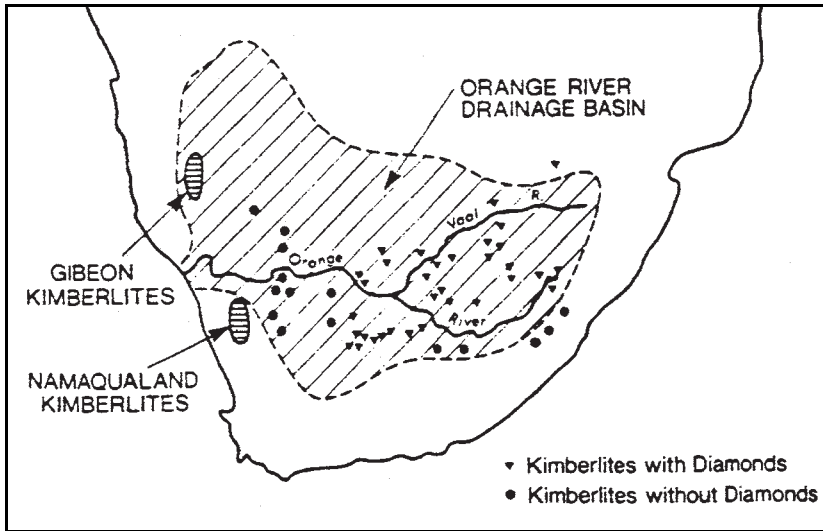 ORANGE RIVER
DRAINAGE BASIN
R.
Vaal
Orange
GIBEON
KIMBERLITES
River
NAMAQUALAND
KIMBERLITES
Kimberlites with Diamonds
Kimberlites without Diamonds